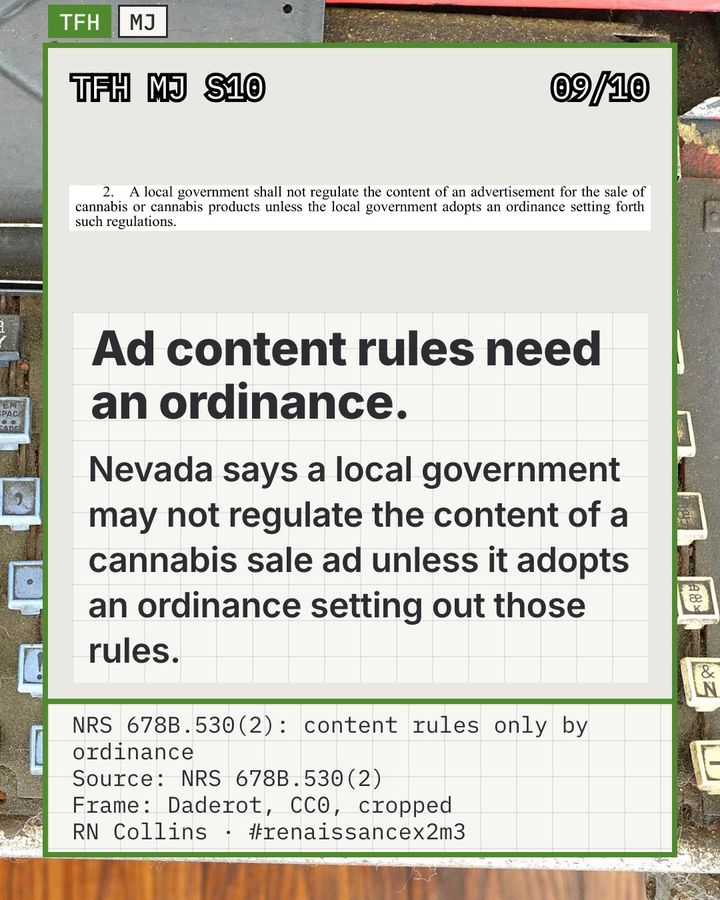 TFH MJ
TFH MJ S10 09/10
2. A local government shall not regulate the content of an advertisement for the sale of
cannabis or cannabis products unless the local government adopts an ordinance setting forth
such regulations.
Ad content rules need
an ordinance.
Nevada says a local government
may not regulate the content of a
cannabis sale ad unless it adopts
an ordinance setting out those
rules.
NRS 678B.530(2): content rules only by
ordinance
Source: NRS 678B.530(2)
Frame: Daderot, CC0, cropped
RN Collins · #renaissancex2m3
&
N